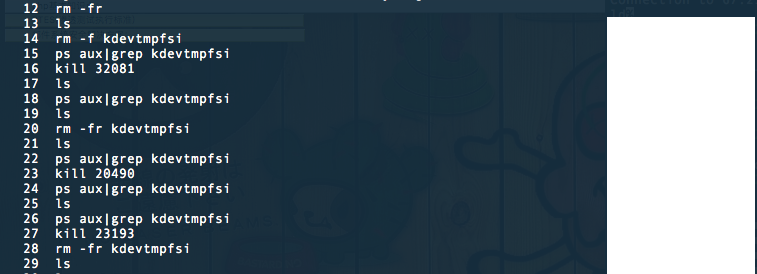 12 rm -fr
13 ls
14 rm -f kdevtmpfsi
15 ps aux|grep kdevtmpfsi
16 kill 32081
17 ls
18 ps aux|grep kdevtmpfsi
19 ls
20 rm -fr kdevtmpfsi
21 ls
22 ps aux|grep kdevtmpfsi
23 kill 20490
24 ps aux|grep kdevtmpfsi
25 ls
26 ps aux|grep kdevtmpfsi
27 kill 23193
28 rm -fr kdevtmpfsi
29 ls